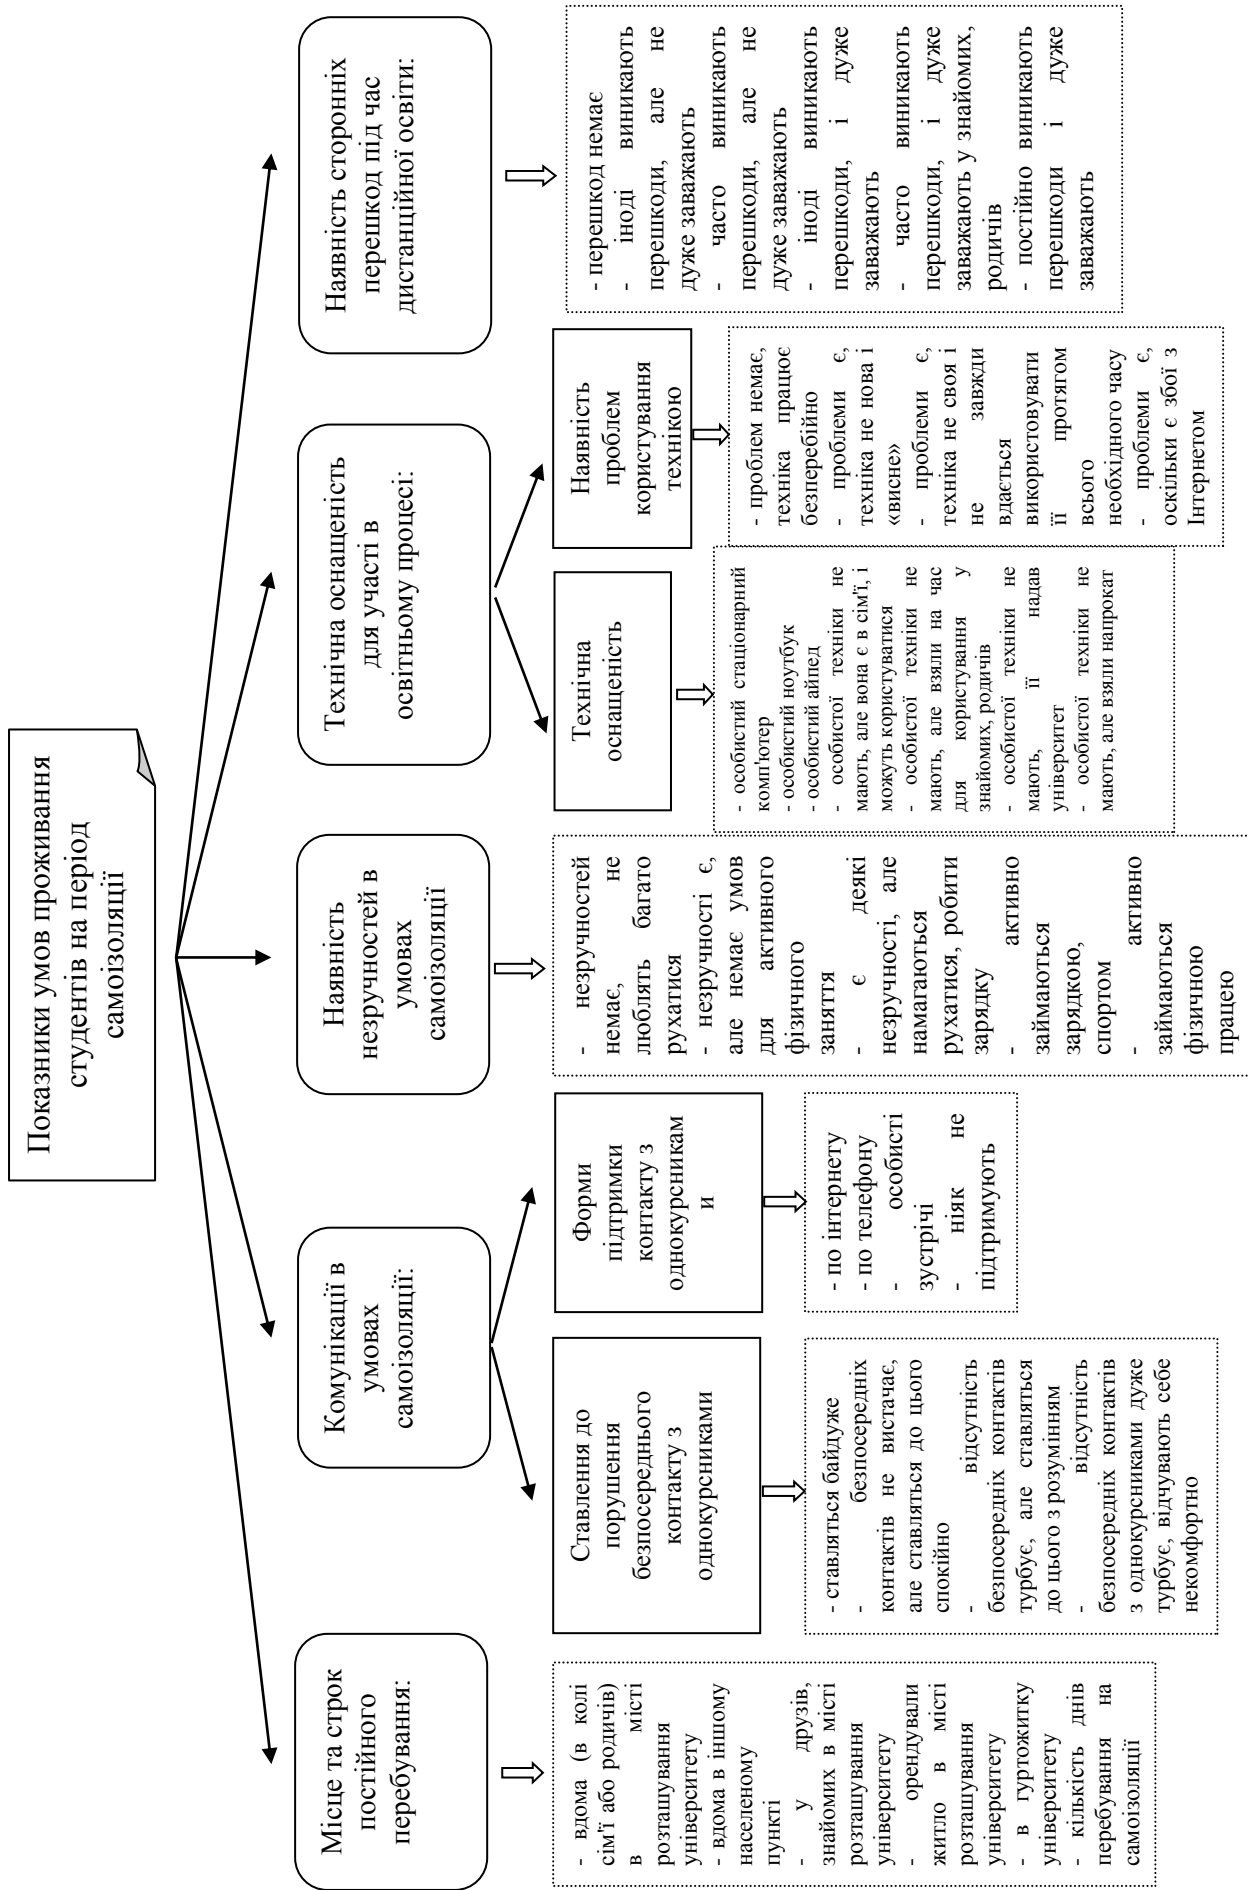 Показники умов проживання
студентів на період
самоізоляції
Місце та строк
постійного
перебування:
- вдома (в колі
сім'ї або родичів)
в місті
розташування
університету
- вдома в іншому
населеному
пункті
- у друзів,
знайомих в місті
розташування
університету
- орендували
житло в місті
розташування
університету
- в гуртожитку
університету
- кількість днів
перебування на
самоізоляції
Комунікації в
умовах
самоізоляції:
Ставлення до
порушення
безпосереднього
контакту з
однокурсниками
- ставляться байдуже
- безпосередніх
контактів не вистачає,
але ставляться до цього
спокійно
- відсутність
безпосередніх контактів
турбує, але ставляться
до цього з розумінням
- відсутність
безпосередніх контактів
з однокурсниками дуже
турбує, відчувають себе
некомфортно
Форми
підтримки
контакту з
однокурсникам
и
- по інтернету
- по телефону
- особисті
зустрічі
- ніяк не
підтримують
Наявність
незручностей в
умовах
самоізоляції
- незручностей
немає, не
люблять багато
рухатися
- незручності є,
але немає умов
для активного
фізичного
заняття
- є деякі
незручності, але
намагаються
рухатися, робити
зарядку
- активно
займаються
зарядкою,
спортом
- активно
займаються
фізичною
працею
Технічна оснащеність
для участі в
освітньому процесі:
Технічна
оснащеність
- особистий стаціонарний
комп'ютер
- особистий ноутбук
- особистий айпед
- особистої техніки не
мають, але вона є в сім'ї, і
можуть користуватися
- особистої техніки не
мають, але взяли на час
для користування у
знайомих, родичів
- особистої техніки не
мають, її надав
університет
- особистої техніки не
мають, але взяли напрокат
Наявність
проблем
користування
технікою
- проблем немає,
техніка працює
безперебійно
- проблеми є,
техніка не нова і
«висне»
- проблеми є,
техніка не своя і
не завжди
вдається
використовувати
її протягом
всього
необхідного часу
- проблеми є,
оскільки є збої з
Інтернетом
Наявність сторонніх
перешкод під час
дистанційної освіти:
- перешкод немає
- іноді виникають
перешкоди, але не
дуже заважають
- часто виникають
перешкоди, але не
дуже заважають
- іноді виникають
перешкоди, і дуже
заважають
- часто виникають
перешкоди, і дуже
заважають у знайомих,
родичів
- постійно виникають
перешкоди і дуже
заважають